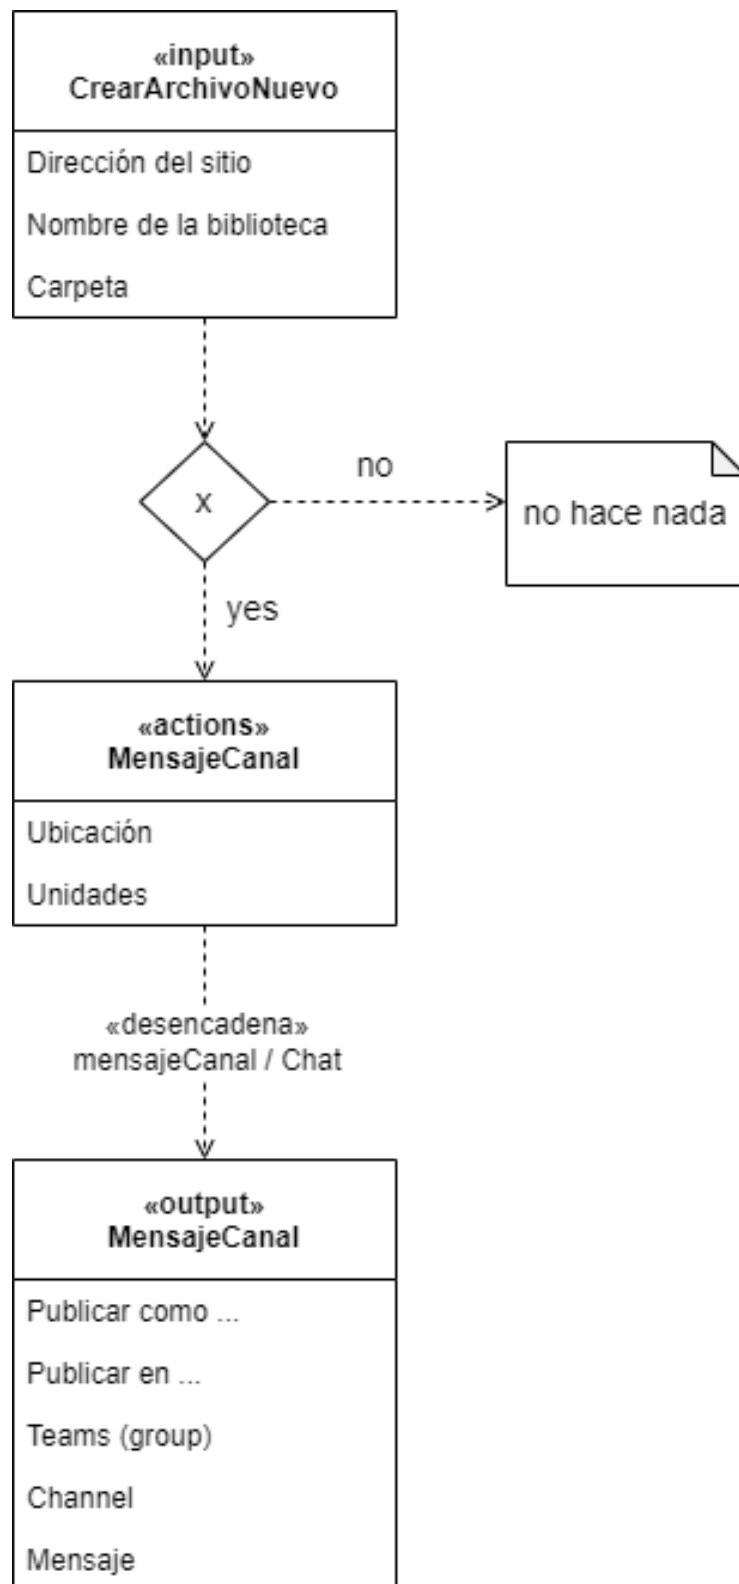 «input»
CrearArchivoNuevo
Dirección del sitio
Nombre de la biblioteca
Carpeta
x
no
no hace nada
yes
«actions»
MensajeCanal
Ubicación
Unidades
«desencadena»
mensajeCanal / Chat
«output»
MensajeCanal
Publicar como ...
Publicar en ...
Teams (group)
Channel
Mensaje